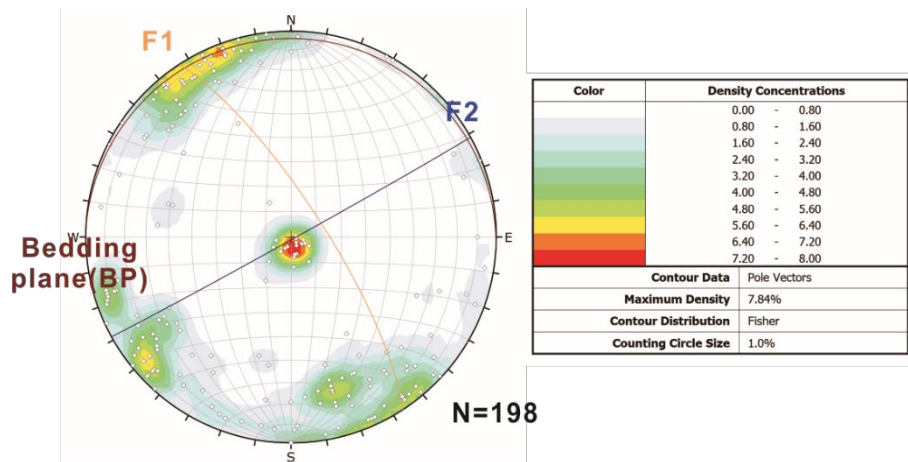 N
F1
F2
W
E
Bedding
plane(BP)
N=198
S
Color Density Concentrations
0.00 - 0.80
0.80 - 1.60
1.60 - 2.40
2.40 - 3.20
3.20 - 4.00
4.00 - 4.80
4.80 - 5.60
5.60 - 6.40
6.40 - 7.20
7.20 - 8.00
Contour Data Pole Vectors
Maximum Density 7.84%
Contour Distribution Fisher
Counting Circle Size 1.0%